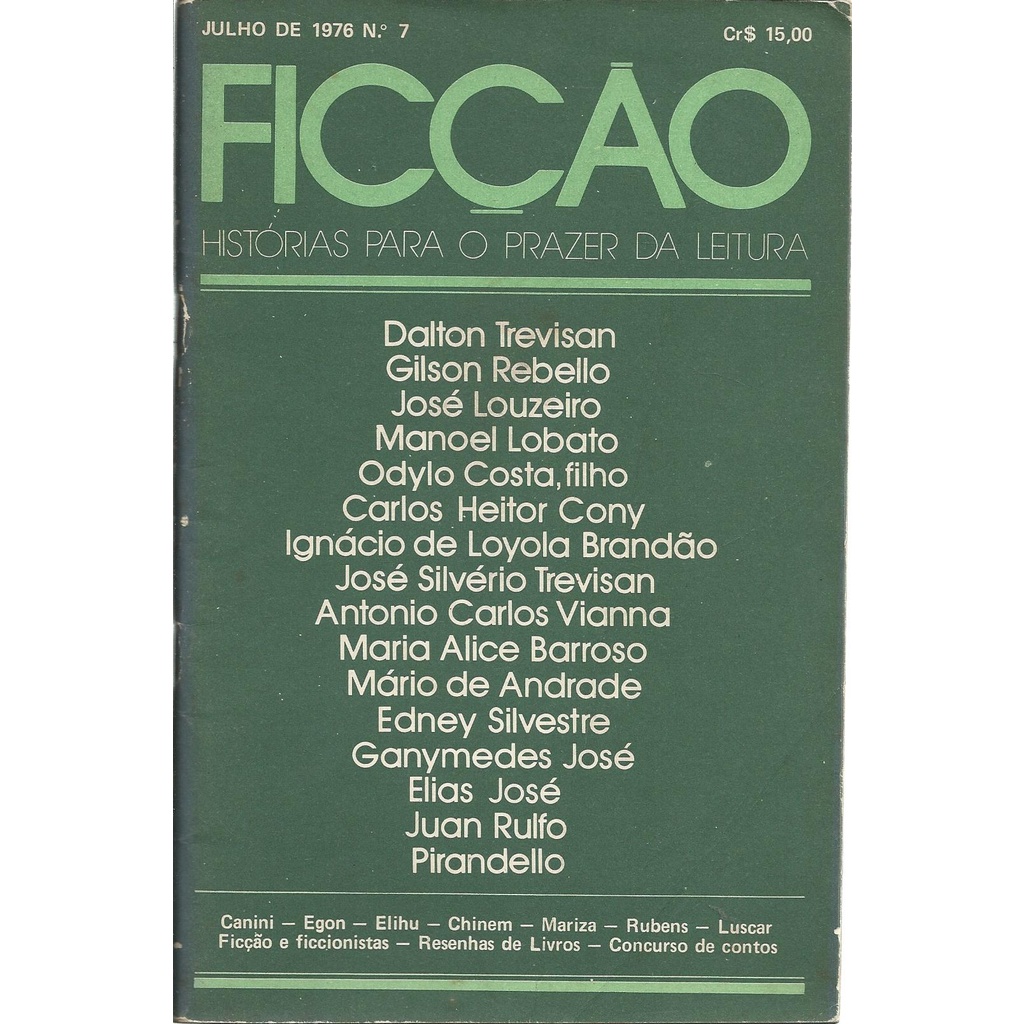 JULHO DE 1976 N.º 7 Cr$ 15,00
FICÇÃO
HISTÓRIAS PARA O PRAZER DA LEITURA
Dalton Trevisan
Gilson Rebello
José Louzeiro
Manoel Lobato
Odylo Costa, filho
Carlos Heitor Cony
Ignácio de Loyola Brandão
José Silvério Trevisan
Antonio Carlos Vianna
Maria Alice Barroso
Mário de Andrade
Edney Silvestre
Ganymedes José
Elias José
Juan Rulfo
Pirandello
Canini — Egon — Elihu — Chinem — Mariza — Rubens — Luscar
Ficção e ficcionistas — Resenhas de Livros — Concurso de contos